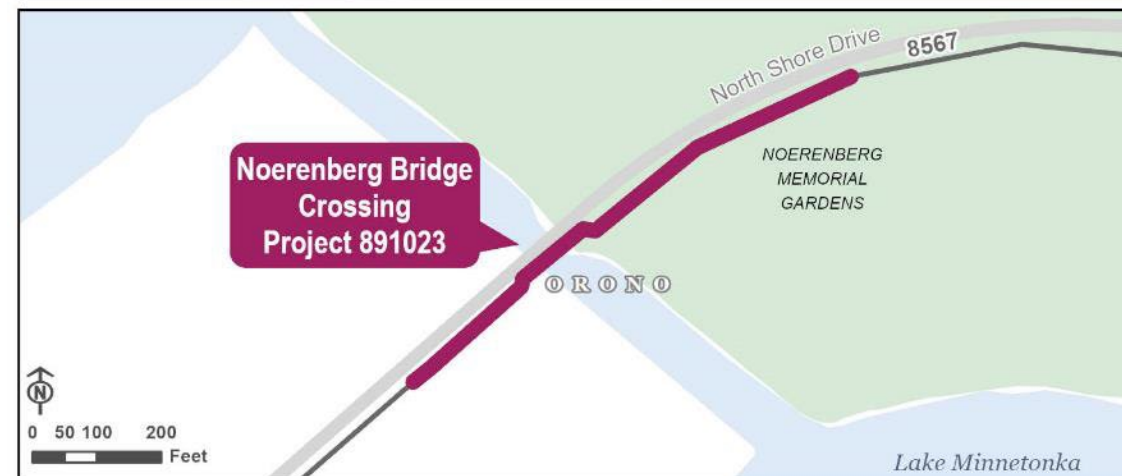 North Shore Drive
8567
NOERENBERG
MEMORIAL
GARDENS
Noerenberg Bridge
Crossing
Project 891023
ORONO
N
0 50 100 200
Feet
Lake Minnetonka